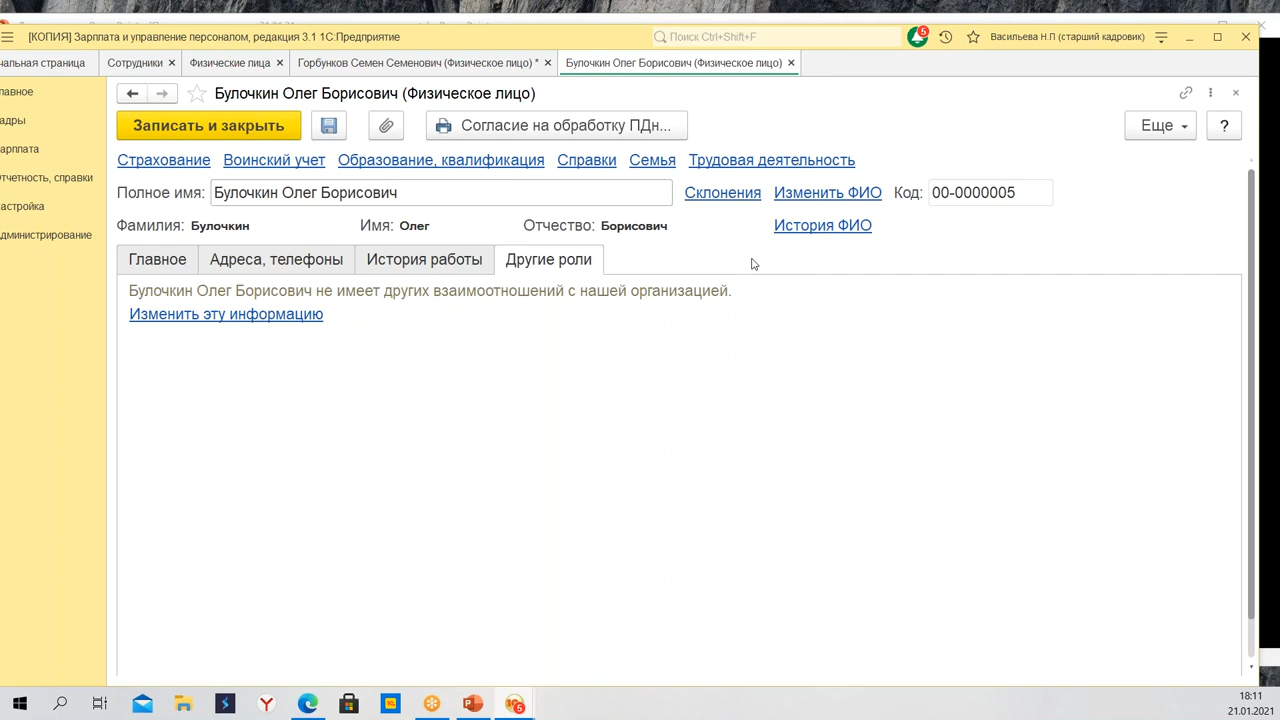 [КОПИЯ] Зарплата и управление персоналом, редакция 3.1 1С:Предприятие
Поиск Ctrl+Shift+F
5
Васильева Н.П (старший кадровик)
чальная страница
Сотрудники
Физические лица
Горбунков Семен Семенович (Физическое лицо) *
Булочкин Олег Борисович (Физическое лицо)
лавное
адры
арплата
тчетность, справки
астройка
дминистрирование
Булочкин Олег Борисович (Физическое лицо)
Записать и закрыть
Согласие на обработку ПДн...
Еще
?
Страхование
Воинский учет
Образование, квалификация
Справки
Семья
Трудовая деятельность
Полное имя: Булочкин Олег Борисович
Склонения
Изменить ФИО
Код: 00-0000005
Фамилия: Булочкин
Имя: Олег
Отчество: Борисович
История ФИО
Главное
Адреса, телефоны
История работы
Другие роли
Булочкин Олег Борисович не имеет других взаимоотношений с нашей организацией.
Изменить эту информацию
5
18:11
21.01.2021